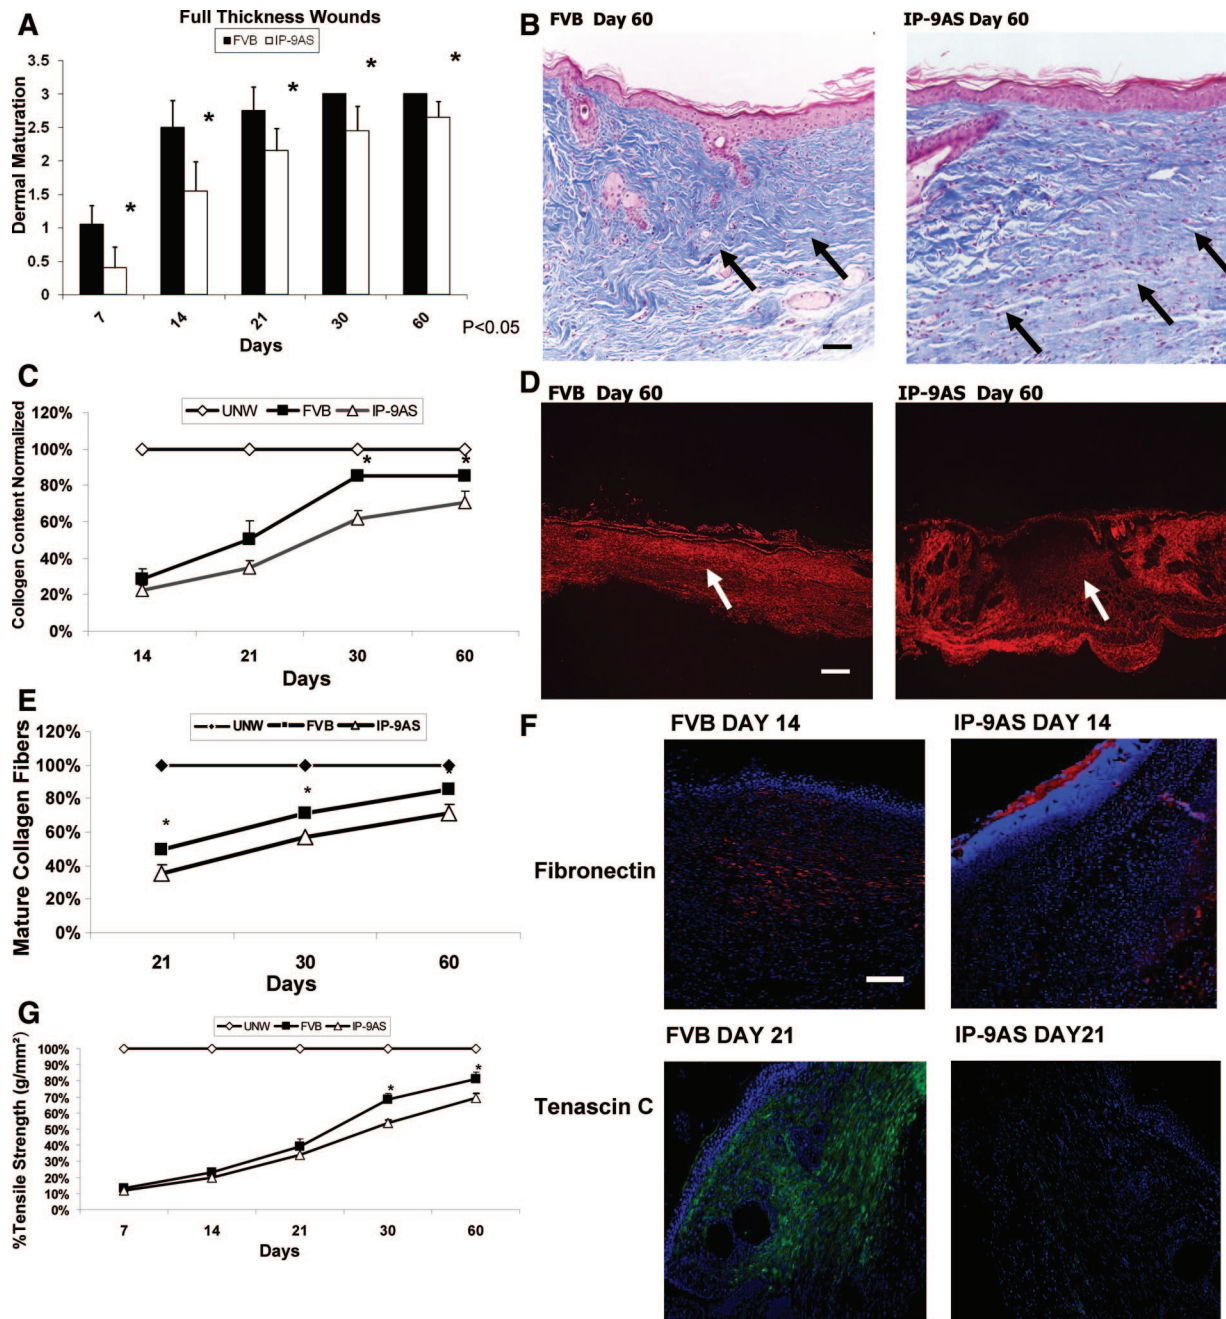 A
Full Thickness Wounds
FVB IP-9AS
Dermal Maturation
3.5
3
2.5
2
1.5
1
0.5
0
*
*
*
*
*
7
14
21
30
60
P<0.05
Days
B
FVB Day 60
IP-9AS Day 60
C
UNW FVB IP-9AS
Collogen Content Normalized
120%
100%
80%
60%
40%
20%
0%
*
*
14
21
30
60
Days
D
FVB Day 60
IP-9AS Day 60
E
UNW FVB IP-9AS
Mature Collagen Fibers
120%
100%
80%
60%
40%
20%
0%
*
*
*
21
30
60
Days
F
FVB DAY 14
IP-9AS DAY 14
Fibronectin
FVB DAY 21
IP-9AS DAY21
Tenascin C
G
UNW FVB IP-9AS
%Tensile Strength (g/mm²)
100%
90%
80%
70%
60%
50%
40%
30%
20%
10%
0%
*
*
7
14
21
30
60
Days